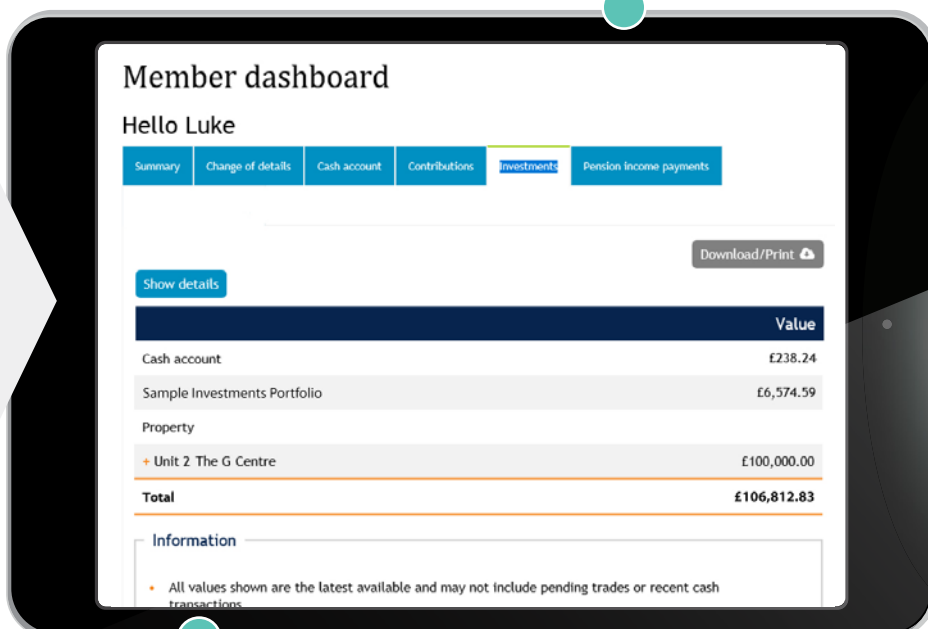 Member dashboard
Hello Luke
Summary Change of details Cash account Contributions Investments Pension income payments
Download/Print
Show details
Value
Cash account £238.24
Sample Investments Portfolio £6,574.59
Property
+ Unit 2 The G Centre £100,000.00
Total £106,812.83
Information
• All values shown are the latest available and may not include pending trades or recent cash
transactions